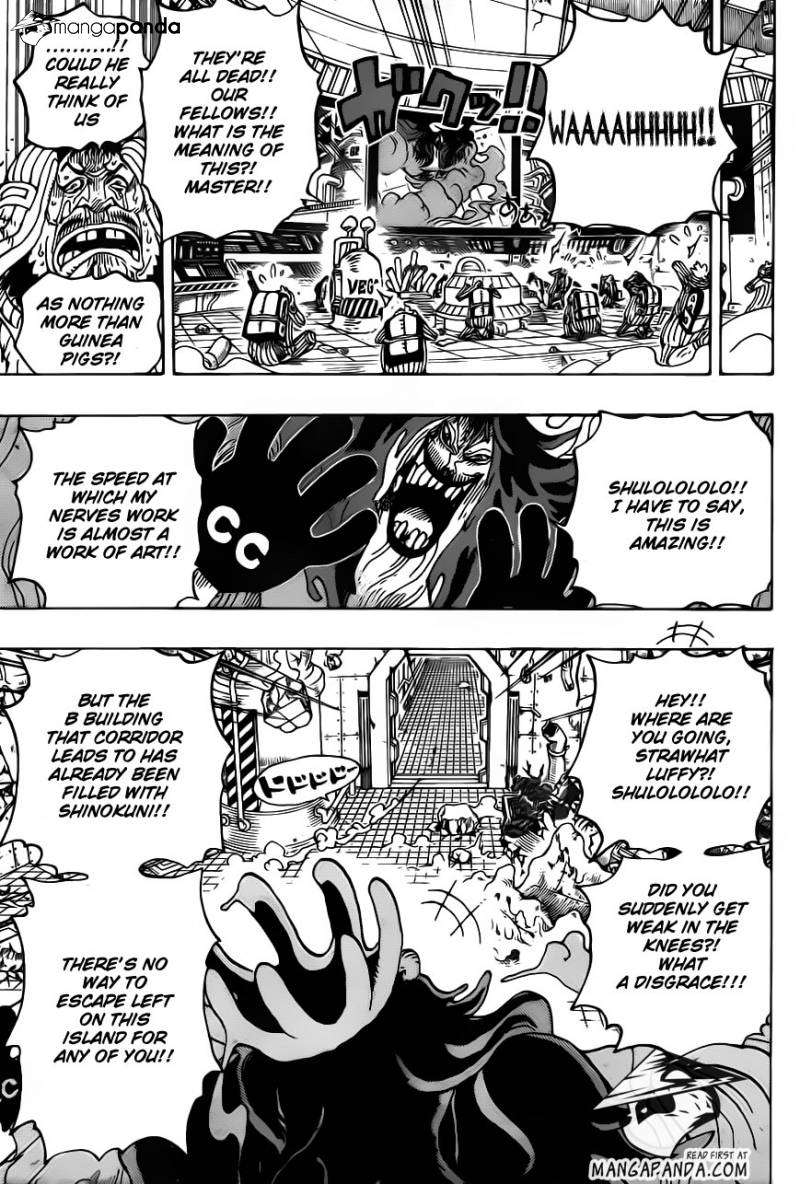 mangapanda
WAAAAHHHHH!!
ガクッ!!
THEY'RE
ALL DEAD!!
OUR
FELLOWS!!
WHAT IS THE
MEANING OF
THIS?!
MASTER!!
VEG
..........!!
COULD HE
REALLY
THINK OF
US
AS NOTHING
MORE THAN
GUINEA
PIGS?!
SHULOLOLOLO!!
I HAVE TO SAY,
THIS IS
AMAZING!!
CC
THE SPEED AT
WHICH MY
NERVES WORK
IS ALMOST A
WORK OF ART!!
HEY!!
WHERE ARE
YOU GOING,
STRAWHAT
LUFFY?!
SHULOLOLOLO!!
ドドドドー
BUT THE
B BUILDING
THAT CORRIDOR
LEADS TO HAS
ALREADY BEEN
FILLED WITH
SHINOKUNI!!
DID YOU
SUDDENLY GET
WEAK IN THE
KNEES?!
WHAT
A DISGRACE!!!
THERE'S NO
WAY TO
ESCAPE LEFT
ON THIS
ISLAND FOR
ANY OF YOU!!
C
READ FIRST AT
MANGAPANDA.COM